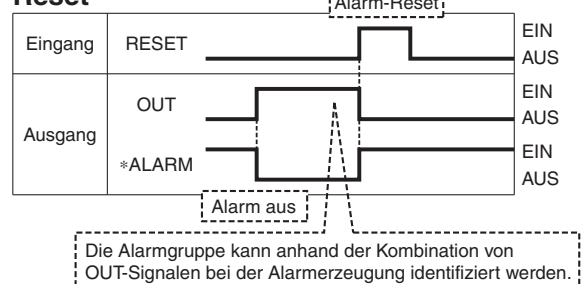 Reset
Alarm-Reset
Eingang
RESET
EIN
AUS
Ausgang
OUT
EIN
AUS
*ALARM
EIN
AUS
Alarm aus
Die Alarmgruppe kann anhand der Kombination von
OUT-Signalen bei der Alarmerzeugung identifiziert werden.